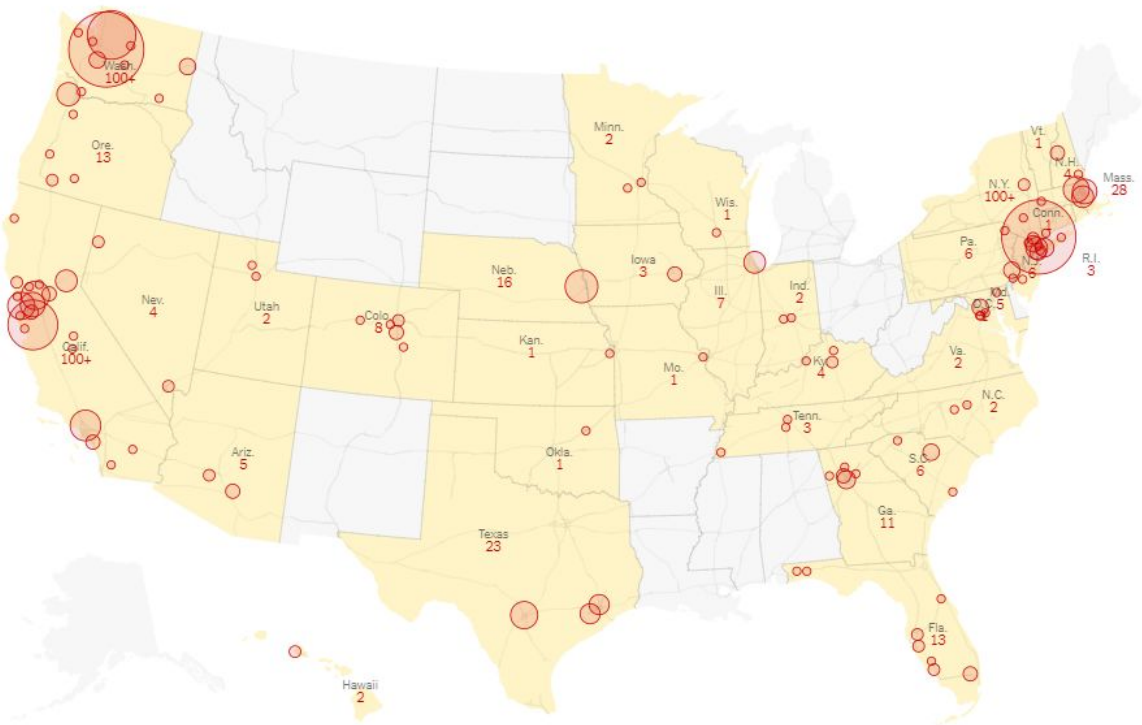 Wash.
100+
Ore.
13
Minn.
2
Vt.
1
N.H.
4
Mass.
28
N.Y.
100+
Conn.
1
Wis.
1
R.I.
3
Pa.
6
N.J.
6
Md.
5
D.C.
Neb.
16
Iowa
3
Ill.
7
Ind.
2
Nev.
4
Utah
2
Colo.
8
Kan.
1
Mo.
1
Ky.
4
Va.
2
Calif.
100+
N.C.
2
Tenn.
3
Ariz.
5
Okla.
1
S.C.
6
Ga.
11
Texas
23
Fla.
13
Hawaii
2